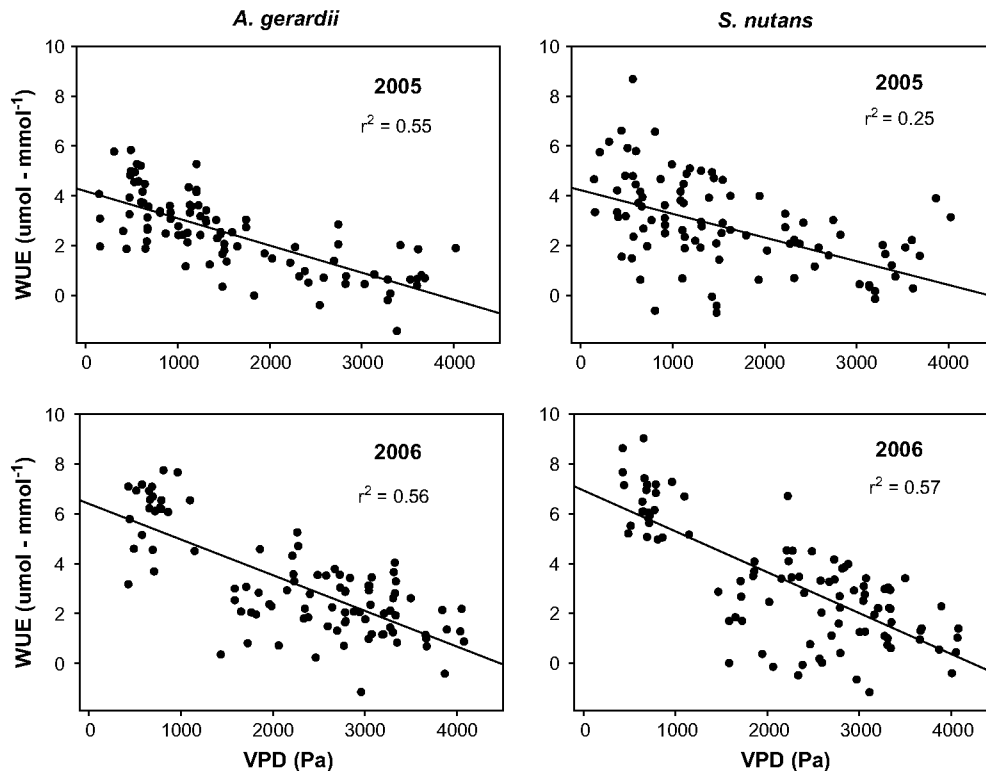 A. gerardii
S. nutans
WUE (umol - mmol⁻¹)
10
8
6
4
2
0
2005
r² = 0.55
0 1000 2000 3000 4000
10
8
6
4
2
0
2005
r² = 0.25
0 1000 2000 3000 4000
WUE (umol - mmol⁻¹)
10
8
6
4
2
0
2006
r² = 0.56
0 1000 2000 3000 4000
VPD (Pa)
10
8
6
4
2
0
2006
r² = 0.57
0 1000 2000 3000 4000
VPD (Pa)